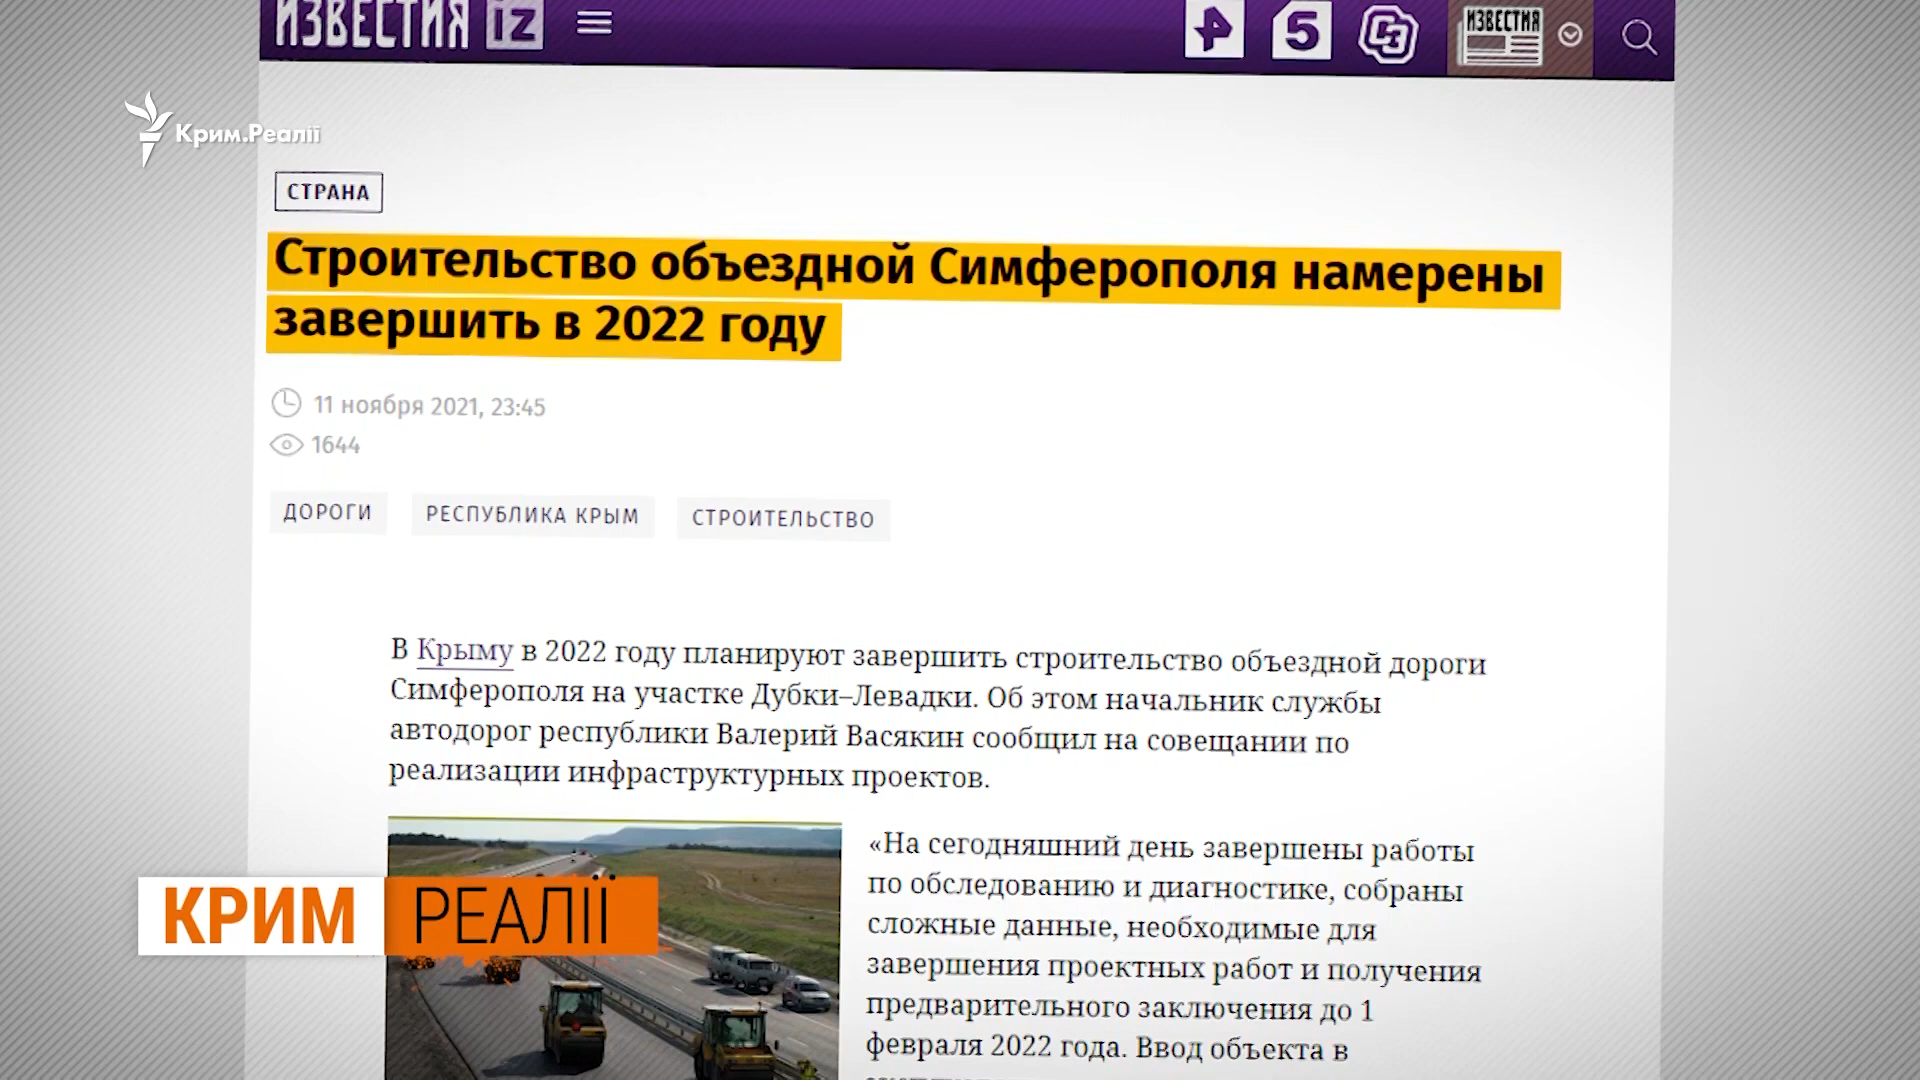 ИЗВЕСТИЯ iz
5
ИЗВЕСТИЯ
Крим.Реалії
СТРАНА
Строительство объездной Симферополя намерены
завершить в 2022 году
11 ноября 2021, 23:45
1644
ДОРОГИ РЕСПУБЛИКА КРЫМ СТРОИТЕЛЬСТВО
В Крыму в 2022 году планируют завершить строительство объездной дороги
Симферополя на участке Дубки–Левадки. Об этом начальник службы
автодорог республики Валерий Васякин сообщил на совещании по
реализации инфраструктурных проектов.
«На сегодняшний день завершены работы
по обследованию и диагностике, собраны
сложные данные, необходимые для
завершения проектных работ и получения
предварительного заключения до 1
февраля 2022 года. Ввод объекта в
КРИМ РЕАЛІЇ